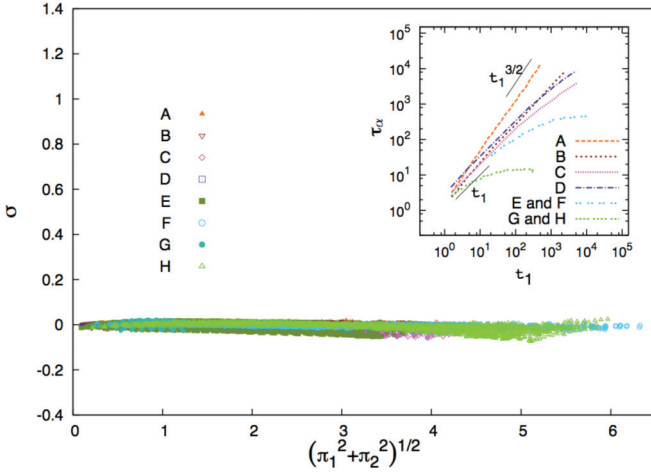 1.4
1.2
1
0.8
0.6
0.4
0.2
0
-0.2
-0.4
σ
A
B
C
D
E
F
G
H
0
1
2
3
4
5
6
(π₁²+π₂²)^1/2
10⁵
10⁴
10³
10²
10¹
10⁰
τα
t₁^3/2
t₁
A
B
C
D
E and F
G and H
10⁰ 10¹ 10² 10³ 10⁴ 10⁵
t₁